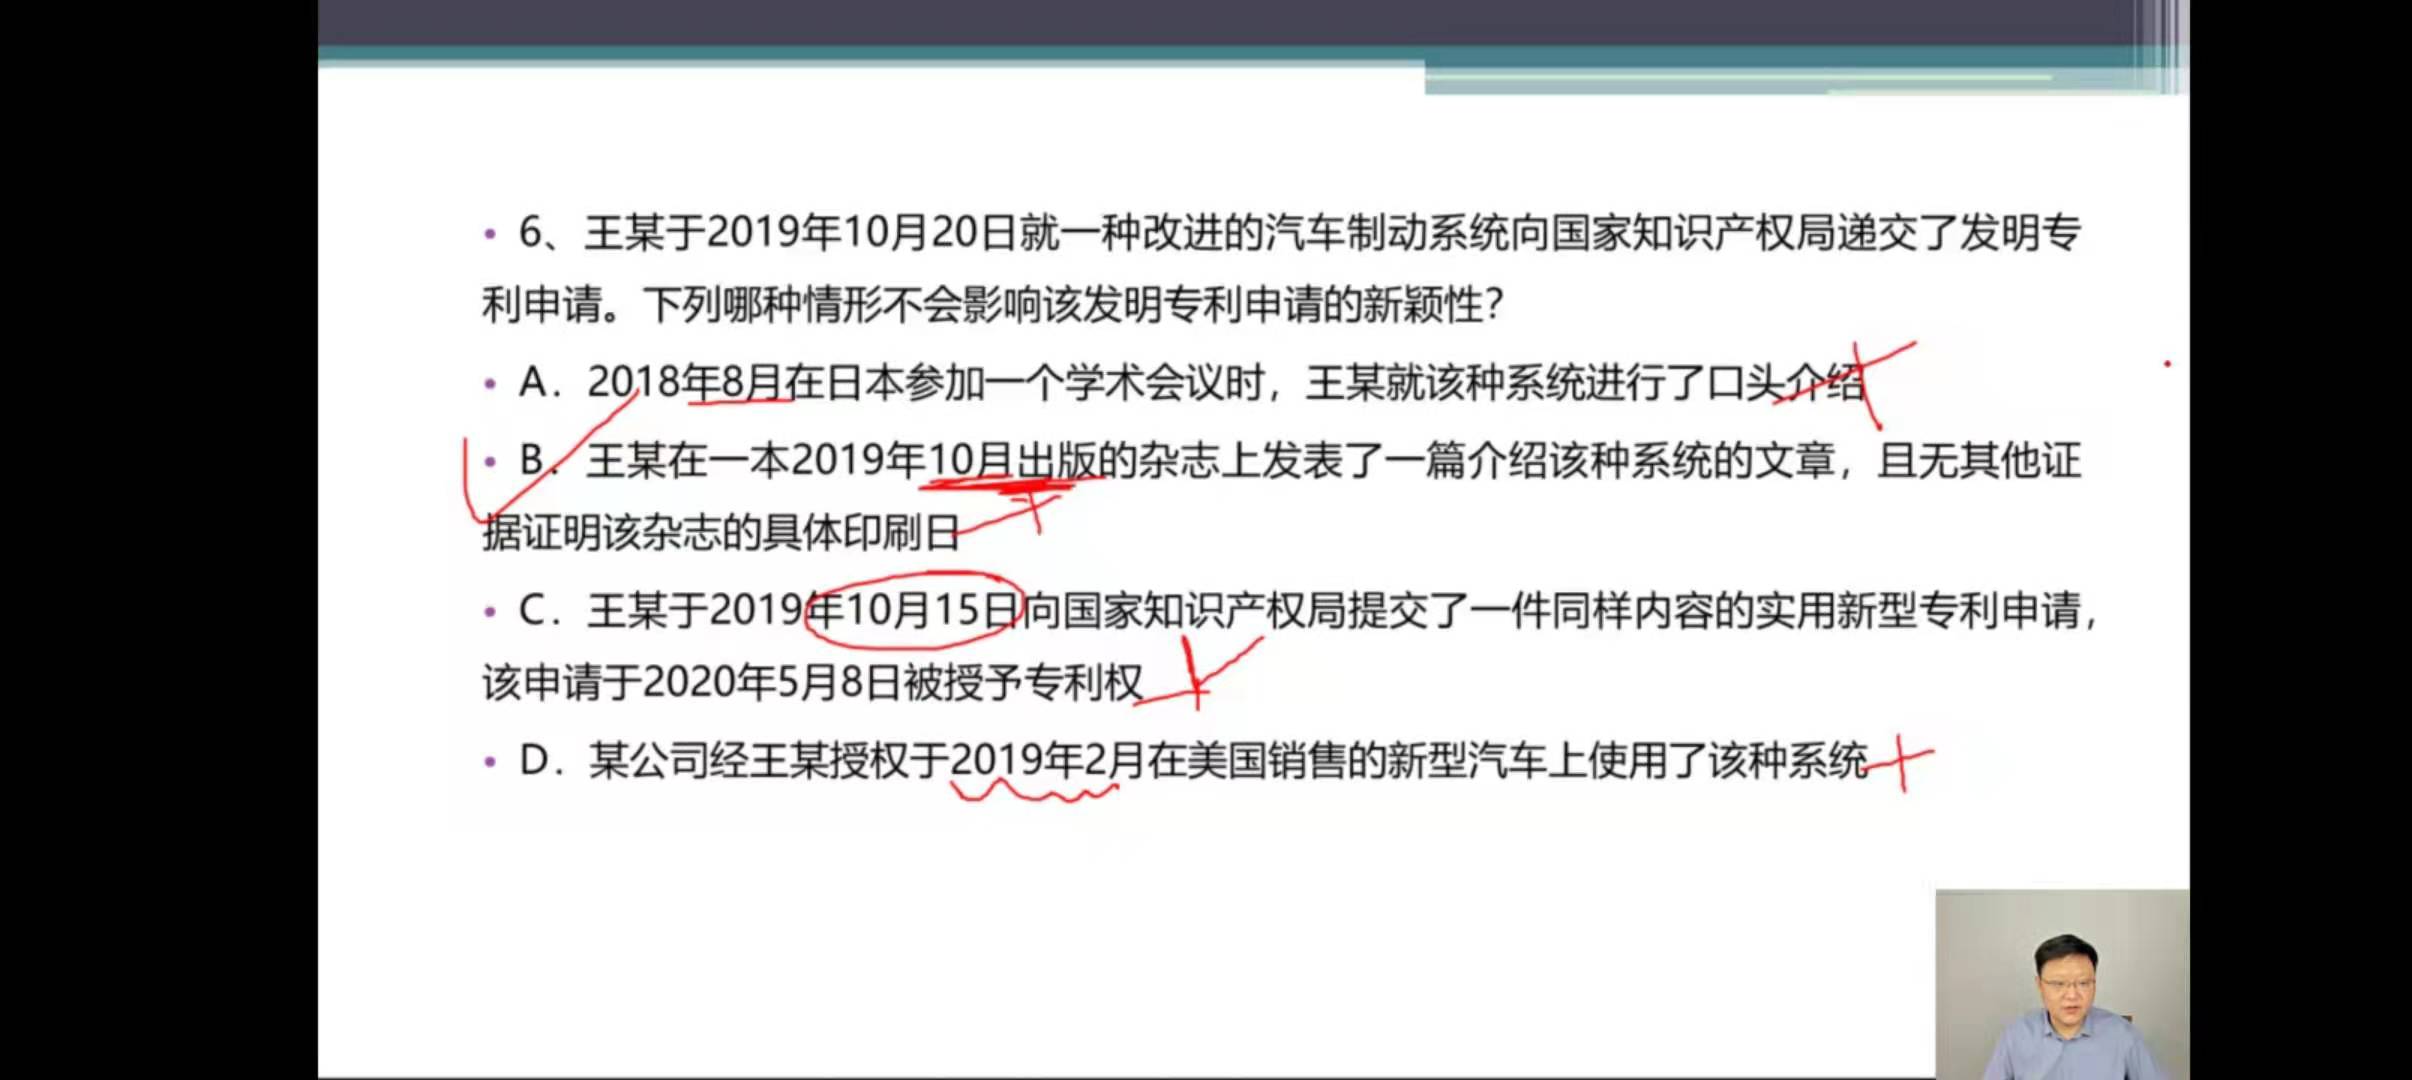 • 6、王某于2019年10月20日就一种改进的汽车制动系统向国家知识产权局递交了发明专
利申请。下列哪种情形不会影响该发明专利申请的新颖性?
• A．2018年8月在日本参加一个学术会议时，王某就该种系统进行了口头介绍
• B．王某在一本2019年10月出版的杂志上发表了一篇介绍该种系统的文章，且无其他证
据证明该杂志的具体印刷日
• C．王某于2019年10月15日向国家知识产权局提交了一件同样内容的实用新型专利申请，
该申请于2020年5月8日被授予专利权
• D．某公司经王某授权于2019年2月在美国销售的新型汽车上使用了该种系统